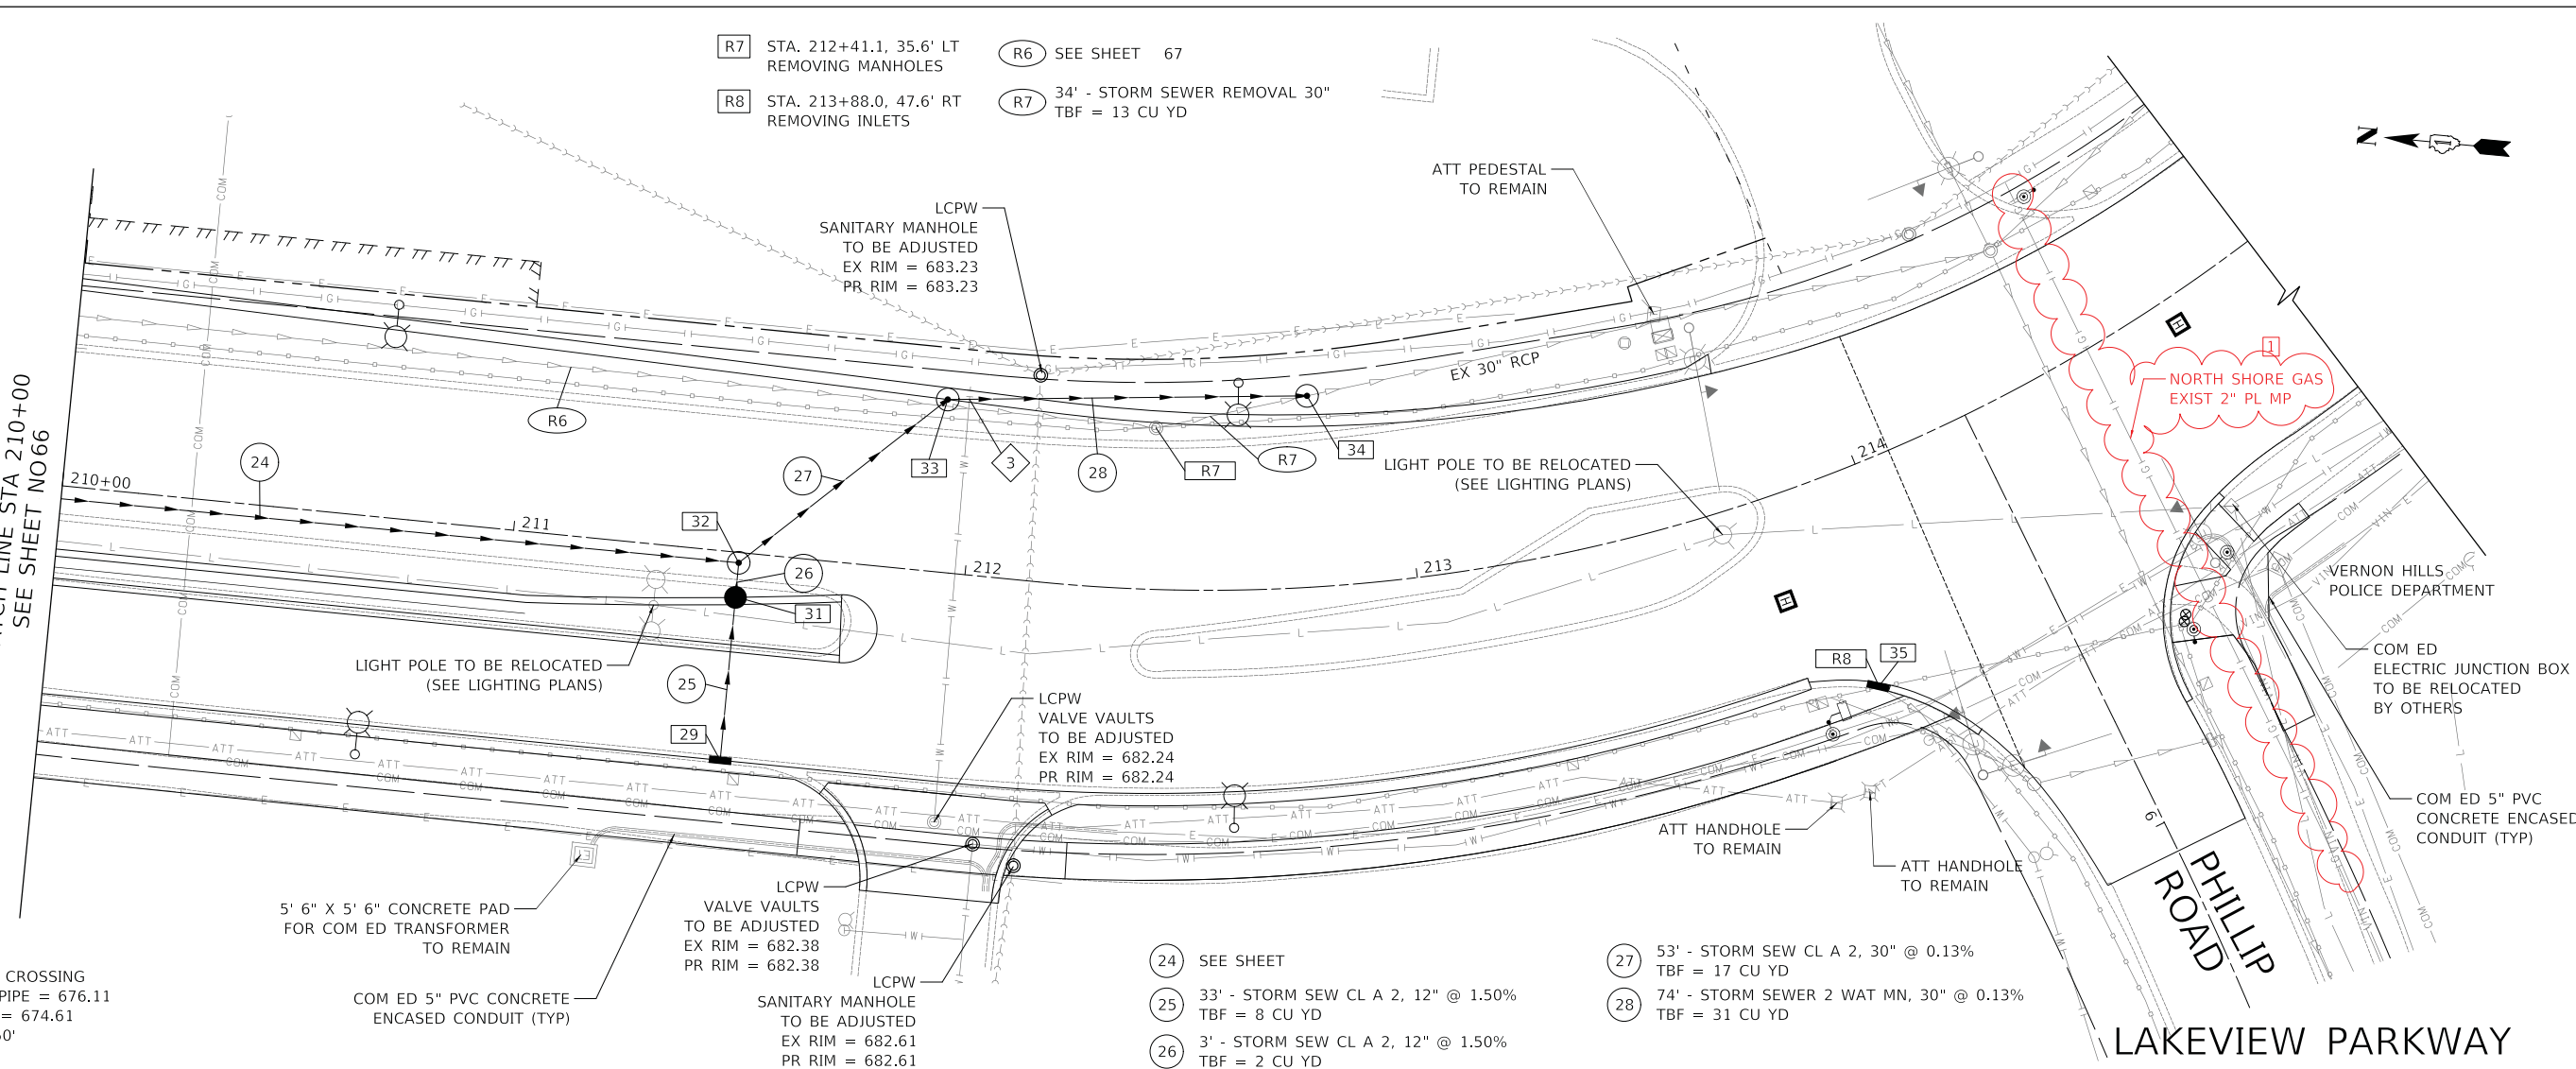 R7 STA. 212+41.1, 35.6' LT
REMOVING MANHOLES
R8 STA. 213+88.0, 47.6' RT
REMOVING INLETS
R6 SEE SHEET 67
R7 34' - STORM SEWER REMOVAL 30"
TBF = 13 CU YD
N
LINE STA 210+00
SEE SHEET NO66
LCPW
SANITARY MANHOLE
TO BE ADJUSTED
EX RIM = 683.23
PR RIM = 683.23
ATT PEDESTAL
TO REMAIN
EX 30" RCP
1
NORTH SHORE GAS
EXIST 2" PL MP
R6
24
27
33
3
28
R7
R7
34
LIGHT POLE TO BE RELOCATED
(SEE LIGHTING PLANS)
210+00
211
212
213
214
32
26
31
25
29
LIGHT POLE TO BE RELOCATED
(SEE LIGHTING PLANS)
LCPW
VALVE VAULTS
TO BE ADJUSTED
EX RIM = 682.24
PR RIM = 682.24
R8
35
H
H
VERNON HILLS
POLICE DEPARTMENT
COM ED
ELECTRIC JUNCTION BOX
TO BE RELOCATED
BY OTHERS
COM ED 5" PVC
CONCRETE ENCASED
CONDUIT (TYP)
ATT HANDHOLE
TO REMAIN
ATT HANDHOLE
TO REMAIN
5' 6" X 5' 6" CONCRETE PAD
FOR COM ED TRANSFORMER
TO REMAIN
COM ED 5" PVC CONCRETE
ENCASED CONDUIT (TYP)
LCPW
VALVE VAULTS
TO BE ADJUSTED
EX RIM = 682.38
PR RIM = 682.38
LCPW
SANITARY MANHOLE
TO BE ADJUSTED
EX RIM = 682.61
PR RIM = 682.61
CROSSING
PIPE = 676.11
= 674.61
24 SEE SHEET
25 33' - STORM SEW CL A 2, 12" @ 1.50%
TBF = 8 CU YD
26 3' - STORM SEW CL A 2, 12" @ 1.50%
TBF = 2 CU YD
27 53' - STORM SEW CL A 2, 30" @ 0.13%
TBF = 17 CU YD
28 74' - STORM SEWER 2 WAT MN, 30" @ 0.13%
TBF = 31 CU YD
PHILLIP
ROAD
LAKEVIEW PARKWAY